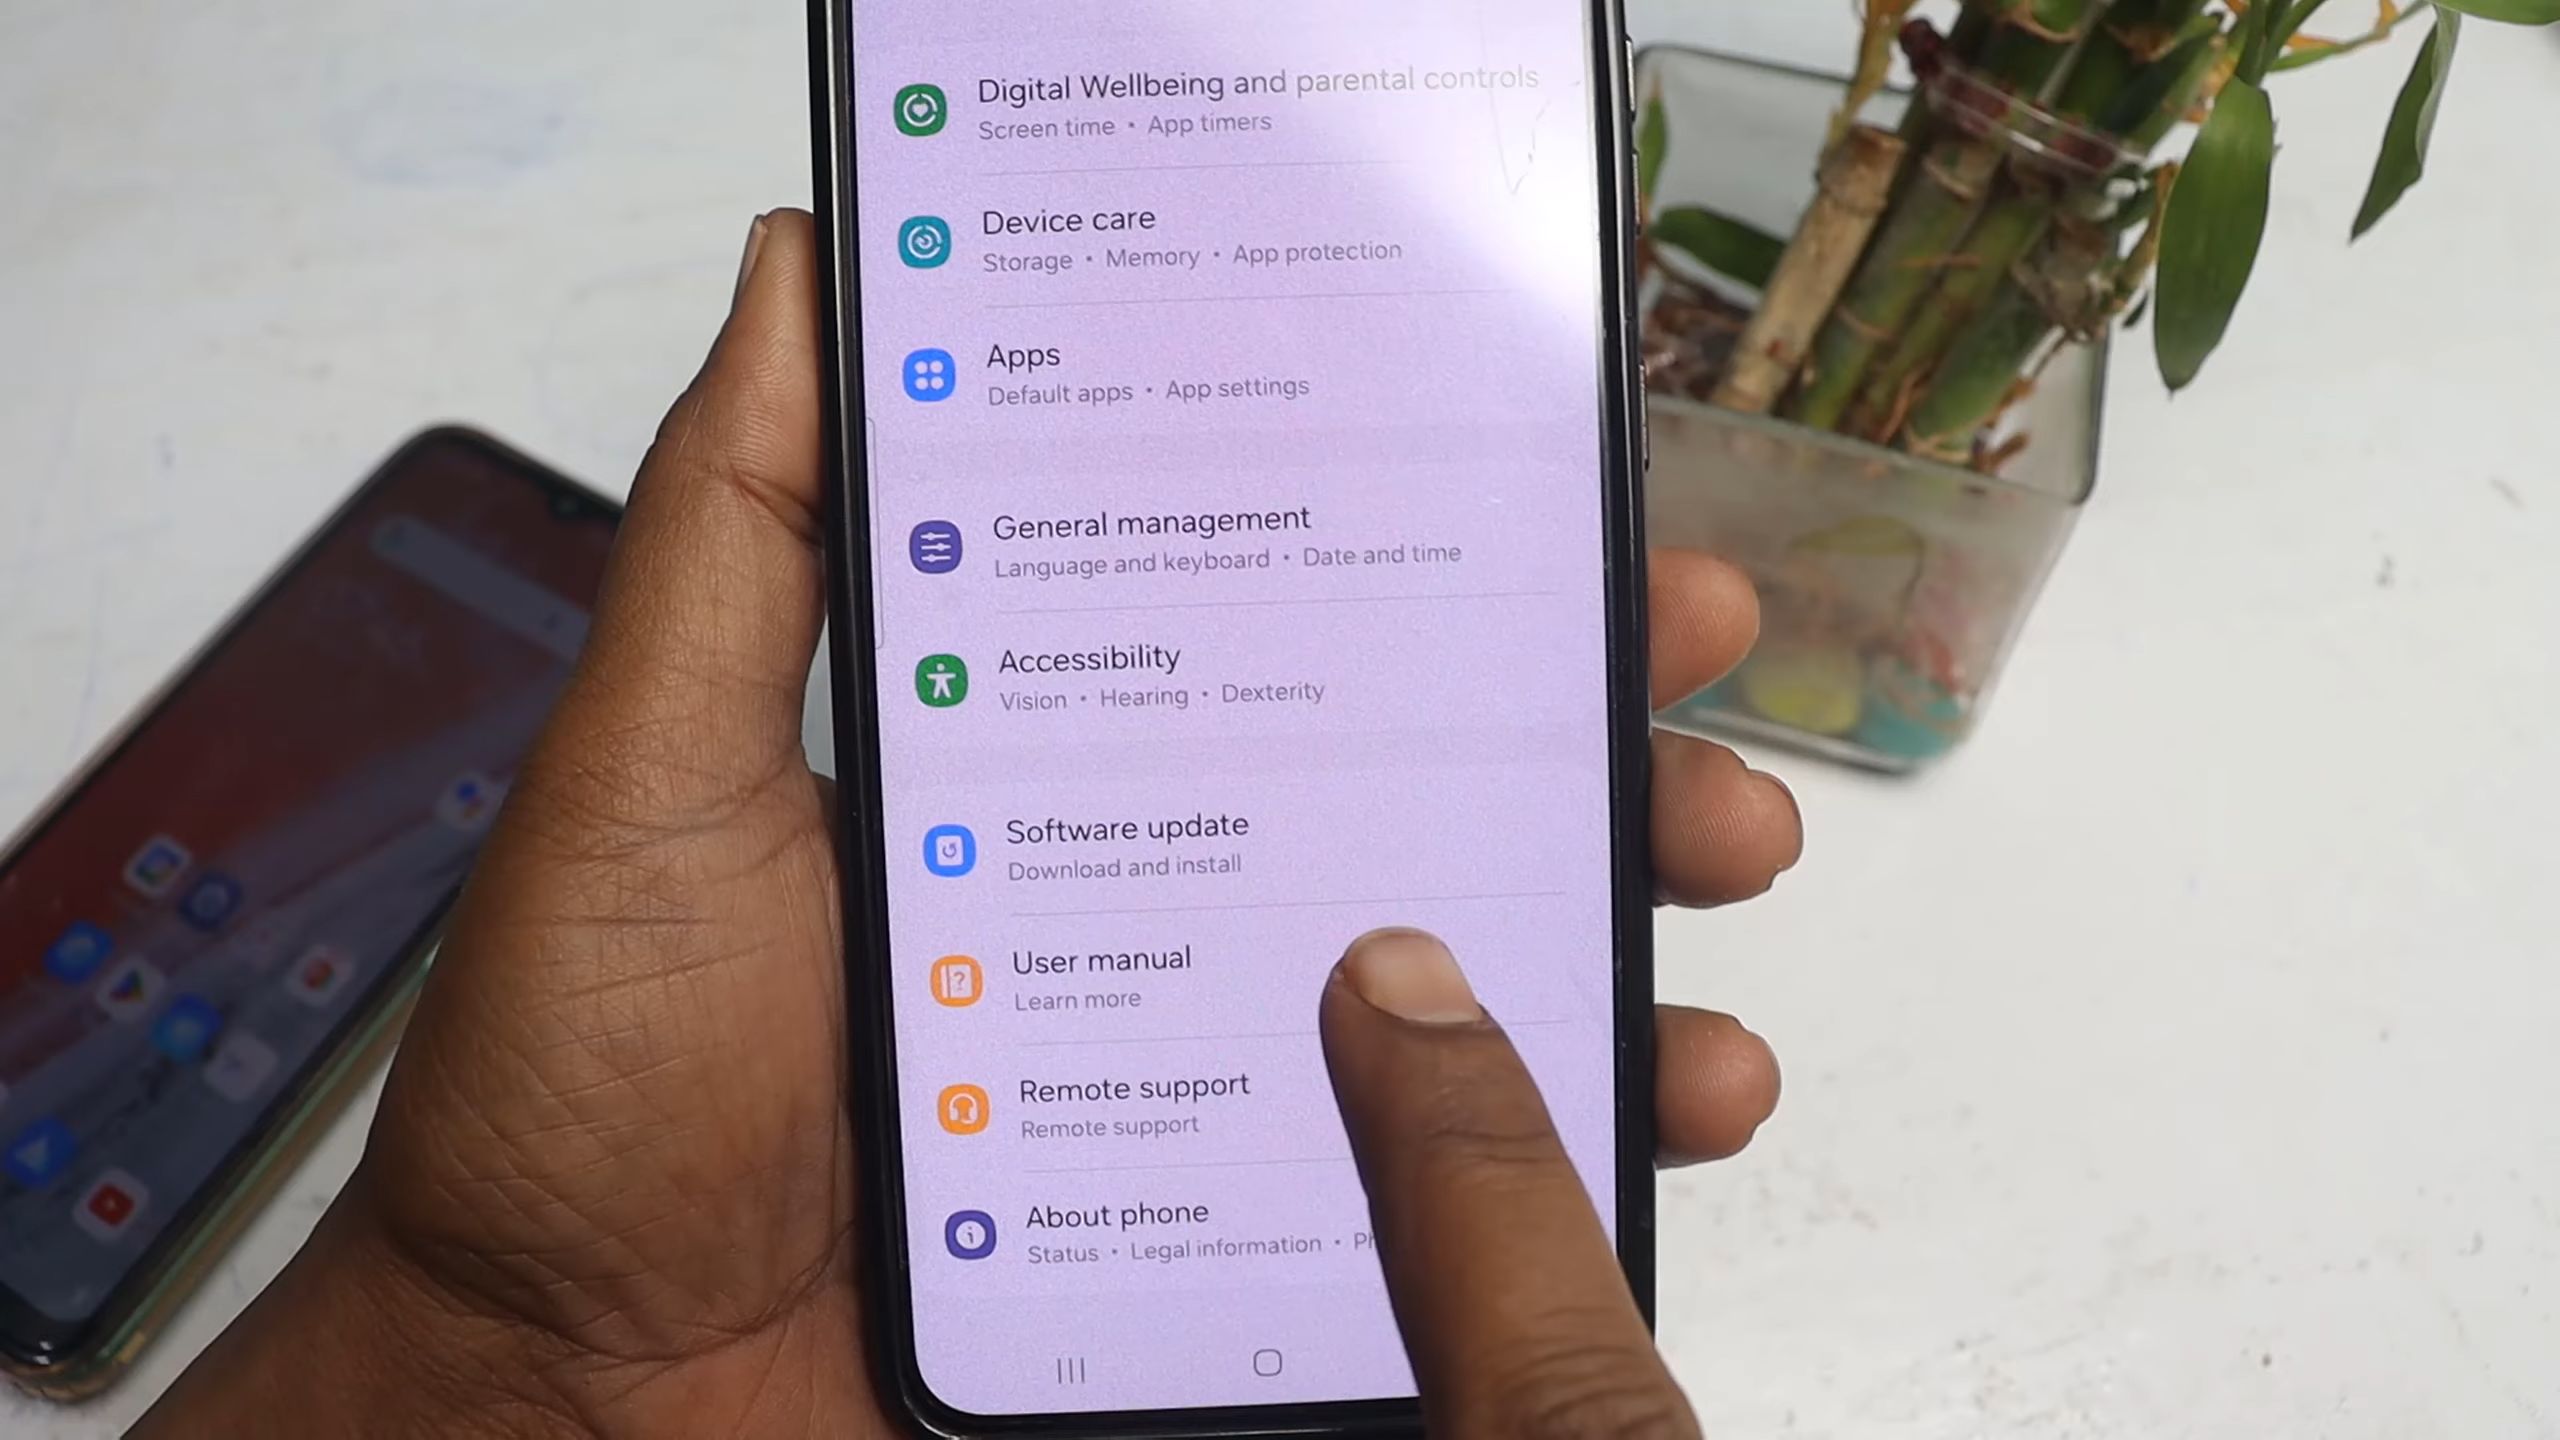 Digital Wellbeing and parental controls
Screen time • App timers
Device care
Storage • Memory • App protection
Apps
Default apps • App settings
General management
Language and keyboard • Date and time
Accessibility
Vision • Hearing • Dexterity
Software update
Download and install
User manual
Learn more
Remote support
Remote support
About phone
Status • Legal information •